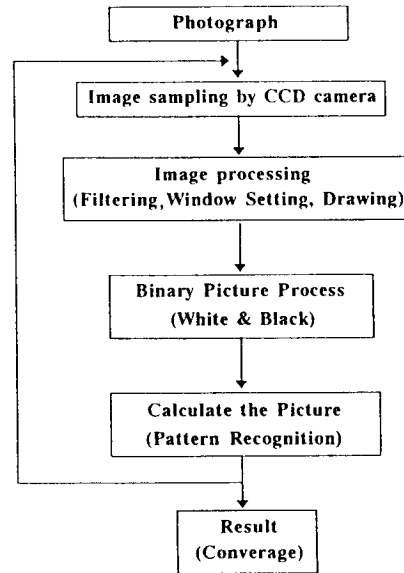 Photograph
Image sampling by CCD camera
Image processing
(Filtering,Window Setting, Drawing)
Binary Picture Process
(White & Black)
Calculate the Picture
(Pattern Recognition)
Result
(Converage)